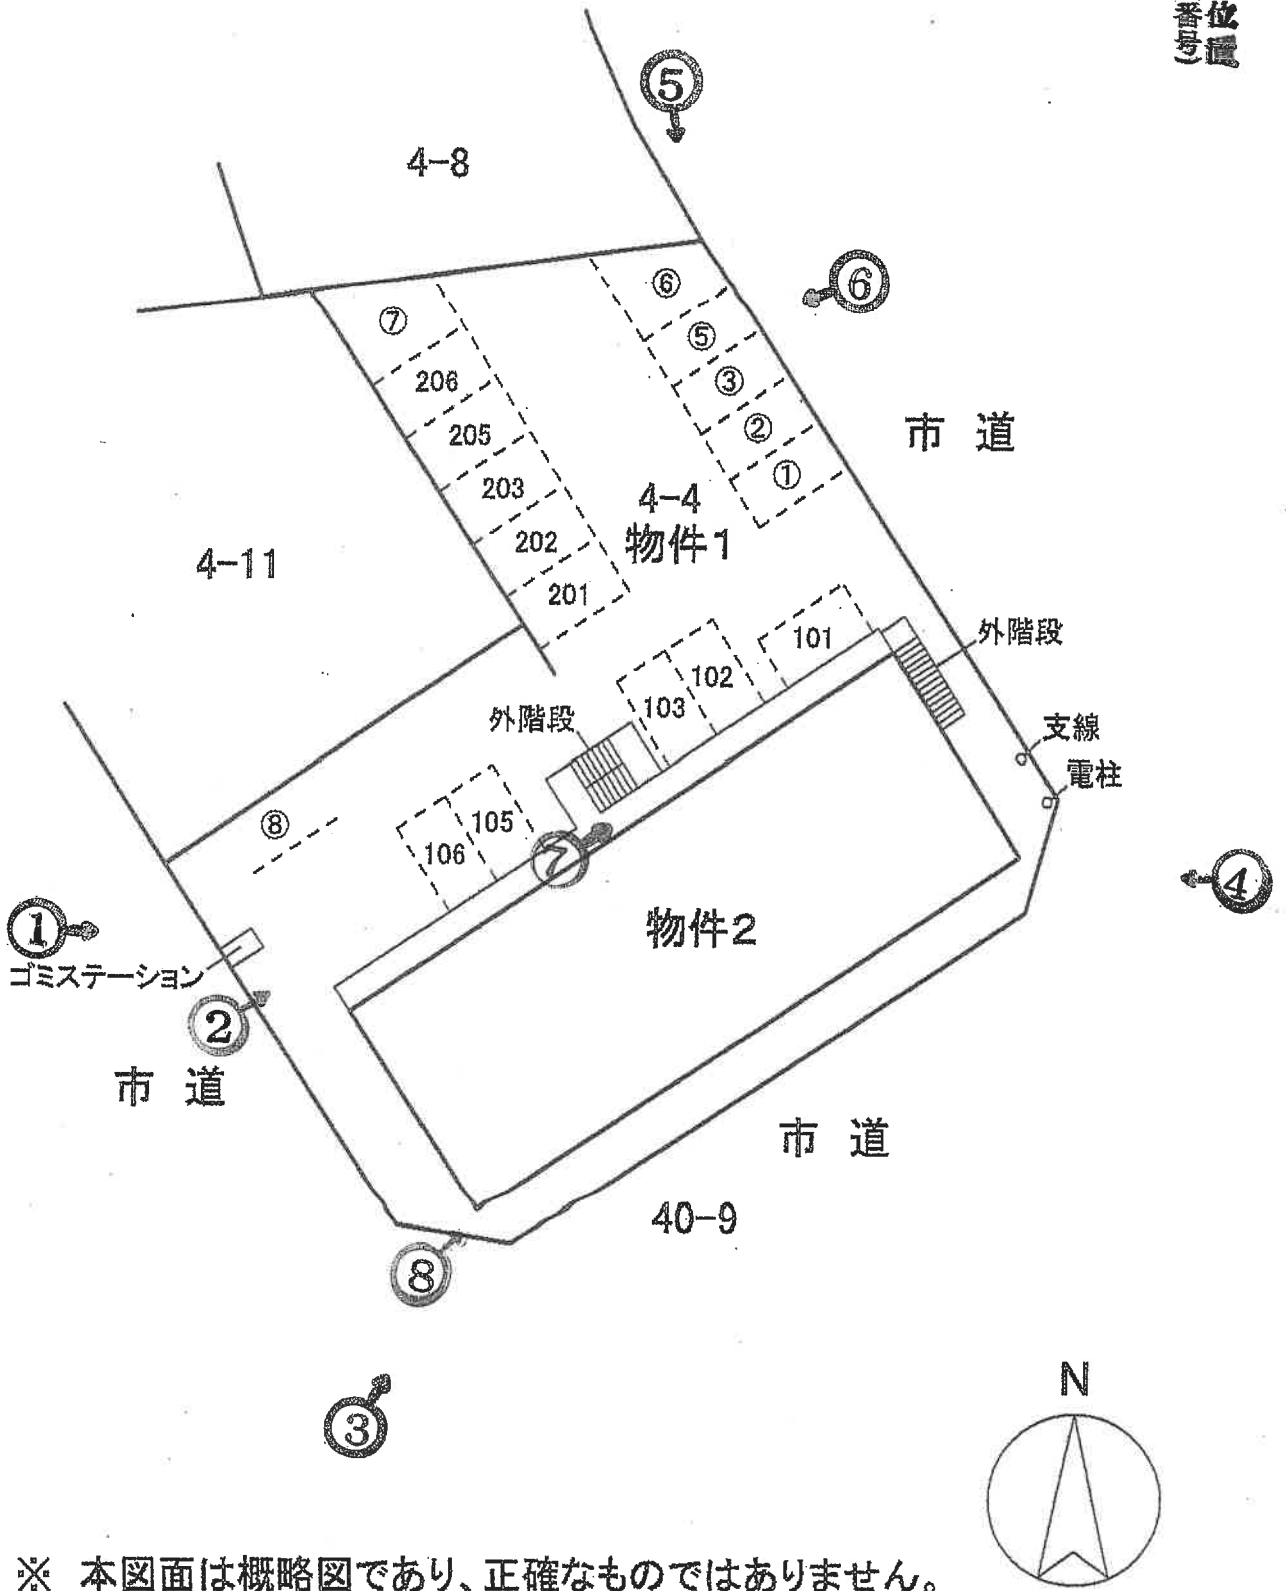 位置
番号)
5
4-8
6
⑥
⑦
⑤
206
③
市 道
205
②
203
4-4
①
物件1
202
4-11
201
101
外階段
102
103
外階段
支線
電柱
⑧
105
106
7
4
1
物件2
ゴミステーション
2
市 道
市 道
40-9
8
N
3
※ 本図面は概略図であり、正確なものではありません。